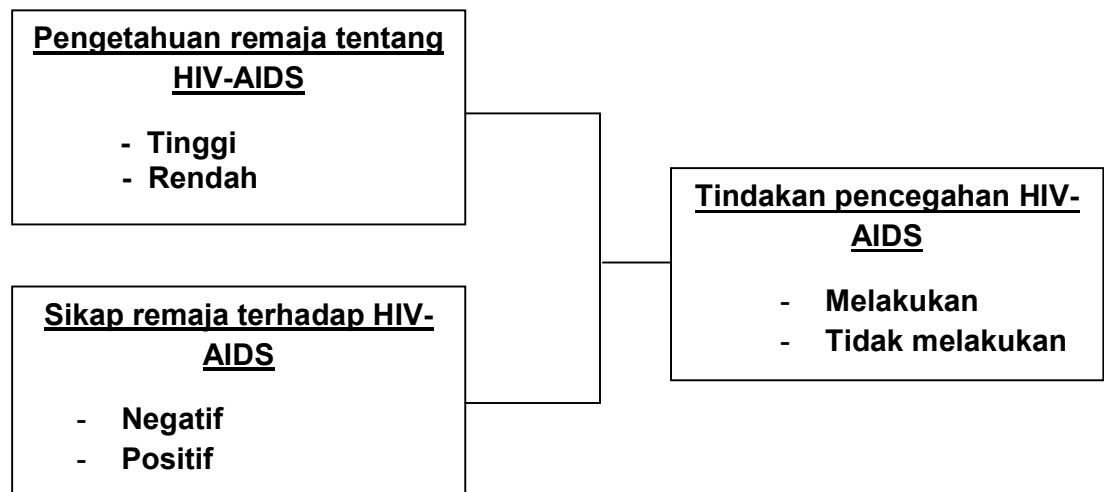 Pengetahuan remaja tentang
HIV-AIDS
- Tinggi
- Rendah
Sikap remaja terhadap HIV-
AIDS
- Negatif
- Positif
Tindakan pencegahan HIV-
AIDS
- Melakukan
- Tidak melakukan